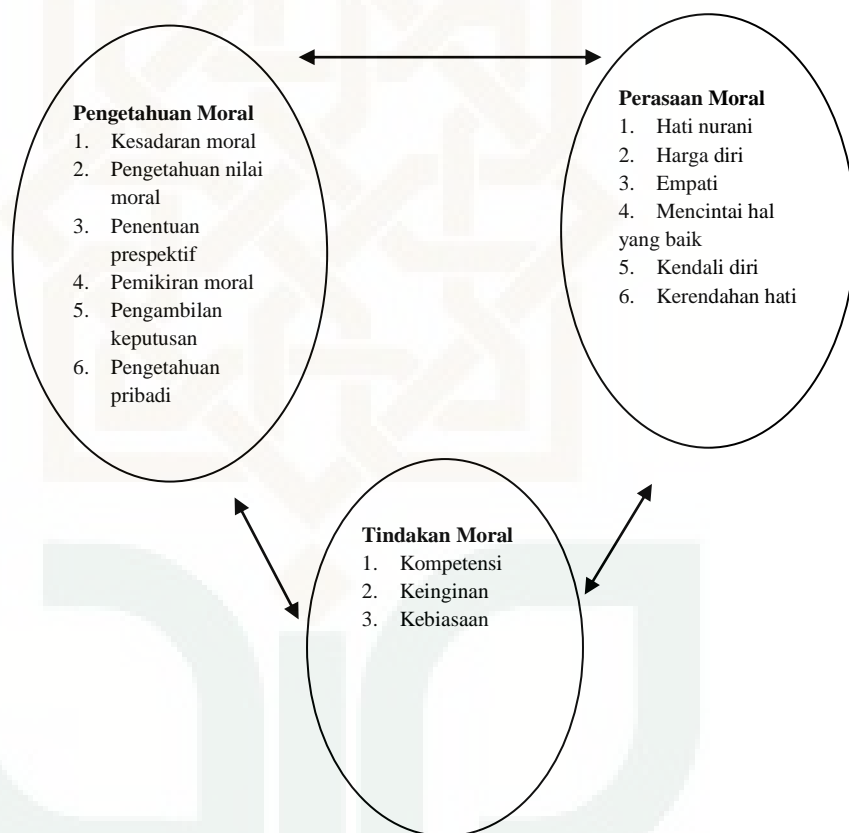 Pengetahuan Moral
1. Kesadaran moral
2. Pengetahuan nilai
moral
3. Penentuan
prespektif
4. Pemikiran moral
5. Pengambilan
keputusan
6. Pengetahuan
pribadi
Perasaan Moral
1. Hati nurani
2. Harga diri
3. Empati
4. Mencintai hal
yang baik
5. Kendali diri
6. Kerendahan hati
Tindakan Moral
1. Kompetensi
2. Keinginan
3. Kebiasaan